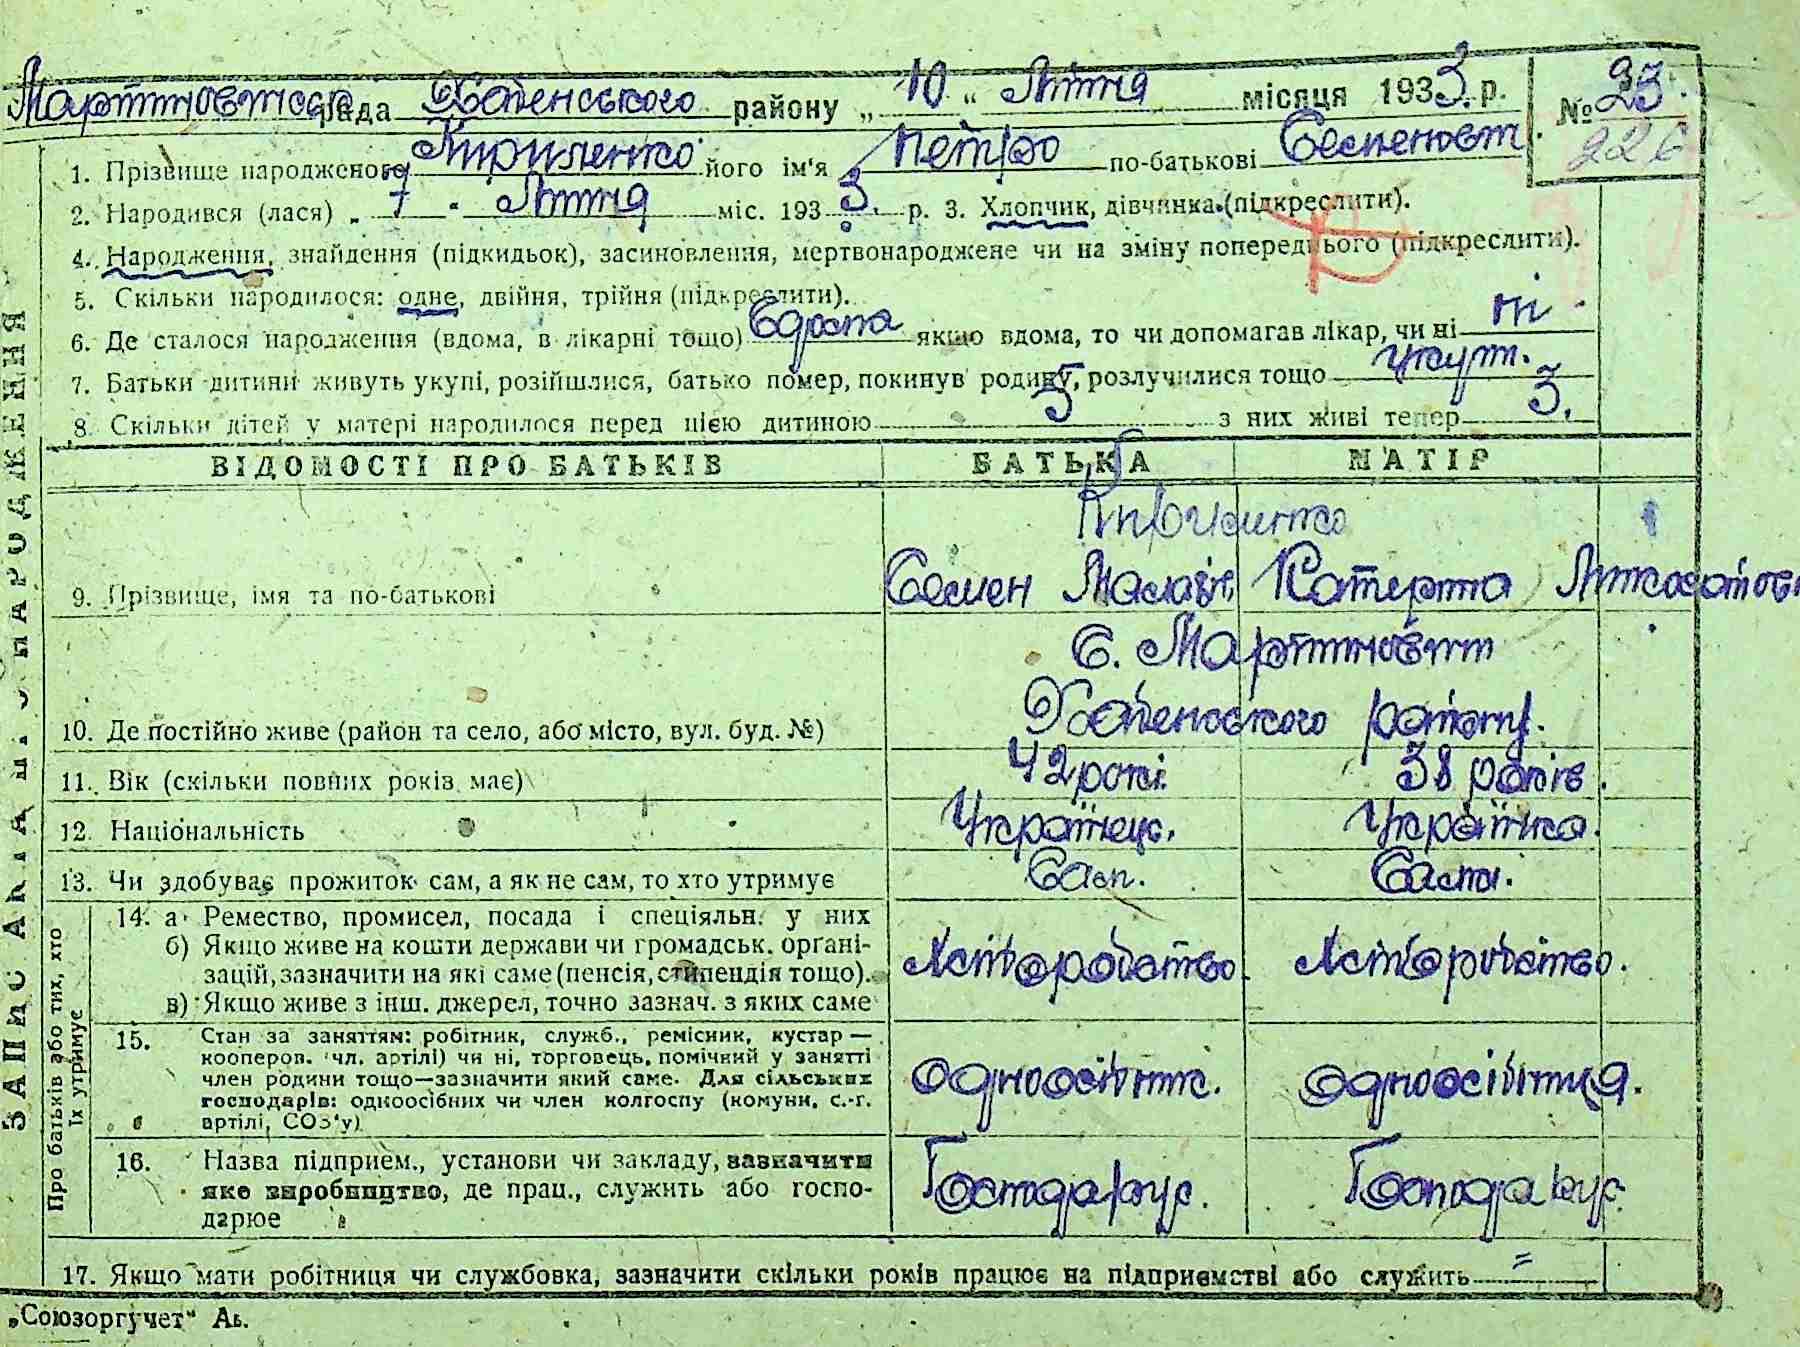 Мартиновицька рада Хабенського району „10" Липня місяця 1933. р. № 23.
226
1. Прізвище народженого Кириленко його ім'я Петро по-батькові Семенович.
2. Народився (лася) „7" Липня міс. 1933. р. 3. Хлопчик, дівчинка (підкреслити).
4. Народження, знайдення (підкидьок), засиновлення, мертвонароджене чи на зміну попереднього (підкреслити).
5. Скільки народилося: одне, двійня, трійня (підкреслити).
6. Де сталося народження (вдома, в лікарні тощо) Вдома якщо вдома, то чи допомагав лікар, чи ні ні.
7. Батьки дитини живуть укупі, розійшлися, батько помер, покинув родину, розлучилися тощо укупі.
8. Скільки дітей у матері народилося перед цією дитиною 5 з них живі тепер 3.
ЗАПИС АКТА ПРО НАРОДЖЕННЯ
ВІДОМОСТІ ПРО БАТЬКІВ БАТЬКА МАТІР
Кириленко
9. Прізвище, імя та по-батькові Семен Катерина
С. Мартиновичі
Хабенського району.
10. Де постійно живе (район та село, або місто, вул. буд. №)
11. Вік (скільки повних років має) 42 роки. 38 років.
12. Національність Українець. Українка.
13. Чи здобуває прожиток сам, а як не сам, то хто утримує Сам. Сама.
Про батьків або тих, хто їх утримує
14. а Ремество, промисел, посада і спеціяльн. у них
б) Якщо живе на кошти держави чи громадськ. органі-
зацій, зазначити на які саме (пенсія, стипендія тощо). Хліборобство. Хліборобство.
в) Якщо живе з інш. джерел, точно зазнач. з яких саме
15. Стан за заняттям: робітник, служб., ремісник, кустар —
кооперов. чл. артілі) чи ні, торговець, помічний у занятті
член родини тощо—зазначити який саме. Для сільських одноосібник. одноосібниця.
господарів: одноосібних чи член колгоспу (комуни, с.-г.
артілі, СОЗ'у)
16. Назва підприєм., установи чи закладу, зазначити
яке виробництво, де прац., служить або госпо- Господарює. Господарює.
дарює
17. Якщо мати робітниця чи службовка, зазначити скільки років працює на підприємстві або служить =
„Союзоргучет" Аь.